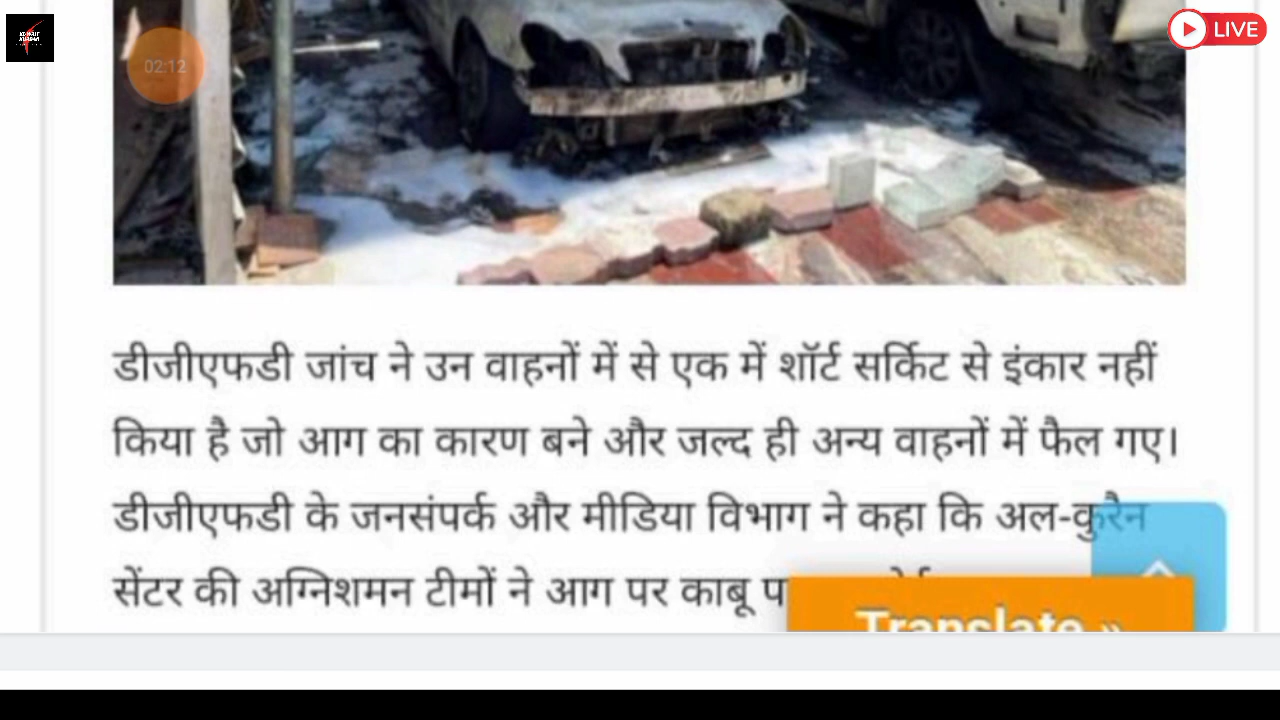 LIVE
02:12
डीजीएफडी जांच ने उन वाहनों में से एक में शॉर्ट सर्किट से इंकार नहीं
किया है जो आग का कारण बने और जल्द ही अन्य वाहनों में फैल गए।
डीजीएफडी के जनसंपर्क और मीडिया विभाग ने कहा कि अल-कुरैन
सेंटर की अग्निशमन टीमों ने आग पर काबू
Translate »